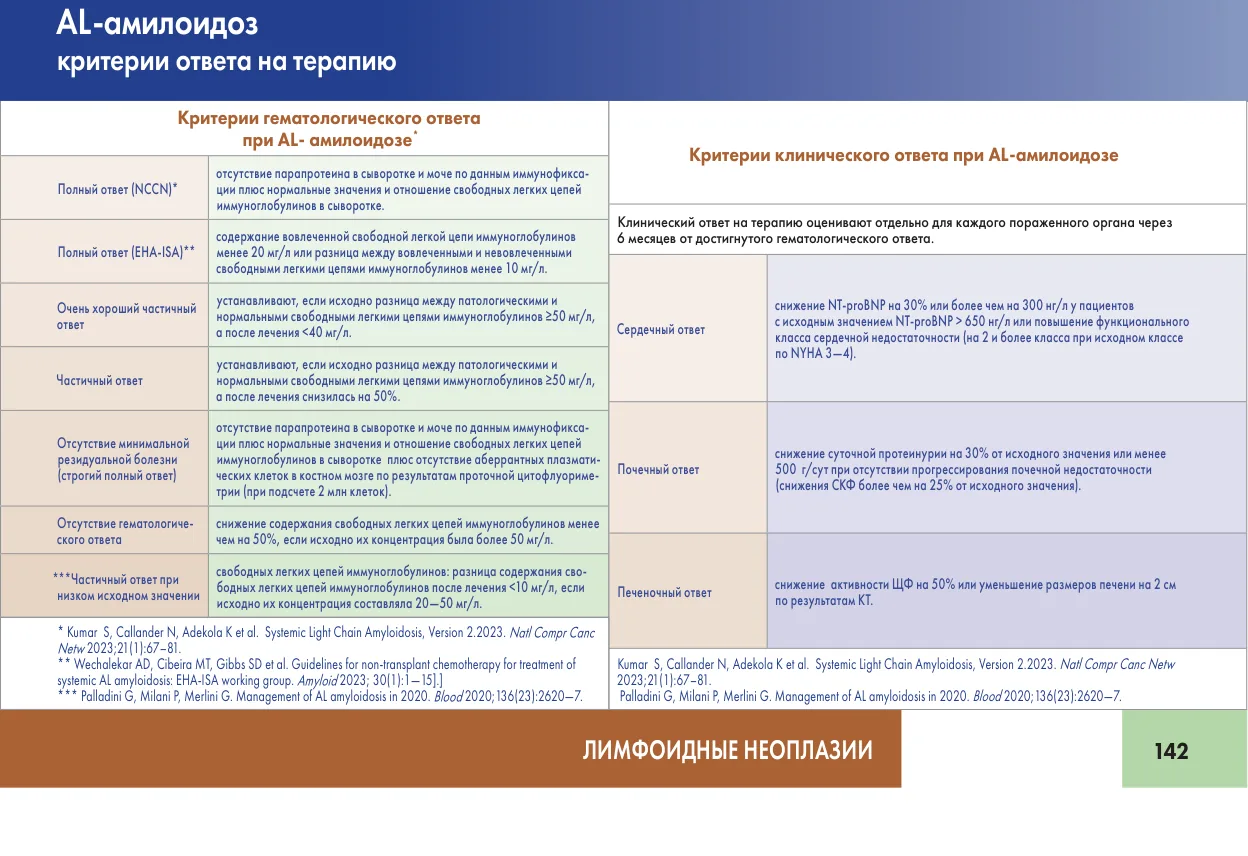 AL-амилоидоз
критерии ответа на терапию
Критерии гематологического ответа
при AL- амилоидозе*
Полный ответ (NCCN)*
отсутствие парапротеина в сыворотке и моче по данным иммунофикса-
ции плюс нормальные значения и отношение свободных легких цепей
иммуноглобулинов в сыворотке.
Полный ответ (EHA-ISA)**
содержание вовлеченной свободной легкой цепи иммуноглобулинов
менее 20 мг/л или разница между вовлеченными и невовлеченными
свободными легкими цепями иммуноглобулинов менее 10 мг/л.
Очень хороший частичный
ответ
устанавливают, если исходно разница между патологическими и
нормальными свободными легкими цепями иммуноглобулинов ≥50 мг/л,
а после лечения <40 мг/л.
Частичный ответ
устанавливают, если исходно разница между патологическими и
нормальными свободными легкими цепями иммуноглобулинов ≥50 мг/л,
а после лечения снизилась на 50%.
Отсутствие минимальной
резидуальной болезни
(строгий полный ответ)
отсутствие парапротеина в сыворотке и моче по данным иммунофикса-
ции плюс нормальные значения и отношение свободных легких цепей
иммуноглобулинов в сыворотке плюс отсутствие аберрантных плазмати-
ческих клеток в костном мозге по результатам проточной цитофлуориме-
трии (при подсчете 2 млн клеток).
Отсутствие гематологиче-
ского ответа
снижение содержания свободных легких цепей иммуноглобулинов менее
чем на 50%, если исходно их концентрация была более 50 мг/л.
***Частичный ответ при
низком исходном значении
свободных легких цепей иммуноглобулинов: разница содержания сво-
бодных легких цепей иммуноглобулинов после лечения <10 мг/л, если
исходно их концентрация составляла 20—50 мг/л.
* Kumar S, Callander N, Adekola K et al. Systemic Light Chain Amyloidosis, Version 2.2023. Natl Compr Canc
Netw 2023;21(1):67–81.
** Wechalekar AD, Cibeira MT, Gibbs SD et al. Guidelines for non-transplant chemotherapy for treatment of
systemic AL amyloidosis: EHA-ISA working group. Amyloid 2023; 30(1):1—15].]
*** Palladini G, Milani P, Merlini G. Management of AL amyloidosis in 2020. Blood 2020;136(23):2620—7.
Критерии клинического ответа при AL-амилоидозе
Клинический ответ на терапию оценивают отдельно для каждого пораженного органа через
6 месяцев от достигнутого гематологического ответа.
Сердечный ответ
снижение NT-proBNP на 30% или более чем на 300 нг/л у пациентов
с исходным значением NT-proBNP > 650 нг/л или повышение функционального
класса сердечной недостаточности (на 2 и более класса при исходном классе
по NYHA 3—4).
Почечный ответ
снижение суточной протеинурии на 30% от исходного значения или менее
500 г/сут при отсутствии прогрессирования почечной недостаточности
(снижения СКФ более чем на 25% от исходного значения).
Печеночный ответ
снижение активности ЩФ на 50% или уменьшение размеров печени на 2 см
по результатам КТ.
Kumar S, Callander N, Adekola K et al. Systemic Light Chain Amyloidosis, Version 2.2023. Natl Compr Canc Netw
2023;21(1):67–81.
Palladini G, Milani P, Merlini G. Management of AL amyloidosis in 2020. Blood 2020;136(23):2620—7.
ЛИМФОИДНЫЕ НЕОПЛАЗИИ
142